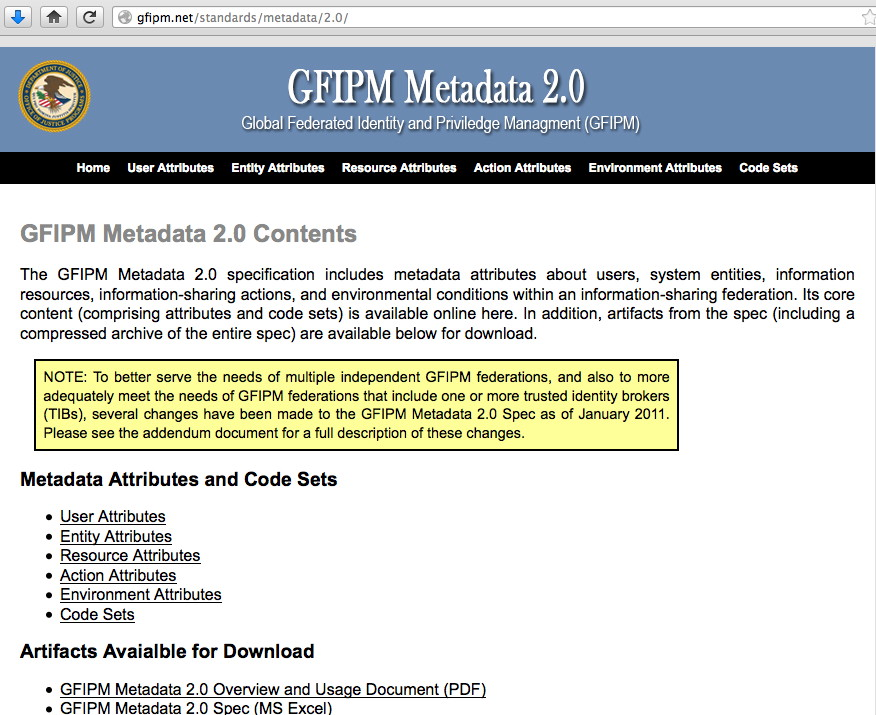 gfipm.net/standards/metadata/2.0/
GFIPM Metadata 2.0
Global Federated Identity and Priviledge Managment (GFIPM)
Home User Attributes Entity Attributes Resource Attributes Action Attributes Environment Attributes Code Sets
GFIPM Metadata 2.0 Contents
The GFIPM Metadata 2.0 specification includes metadata attributes about users, system entities, information
resources, information-sharing actions, and environmental conditions within an information-sharing federation. Its core
content (comprising attributes and code sets) is available online here. In addition, artifacts from the spec (including a
compressed archive of the entire spec) are available below for download.
NOTE: To better serve the needs of multiple independent GFIPM federations, and also to more
adequately meet the needs of GFIPM federations that include one or more trusted identity brokers
(TIBs), several changes have been made to the GFIPM Metadata 2.0 Spec as of January 2011.
Please see the addendum document for a full description of these changes.
Metadata Attributes and Code Sets
• User Attributes
• Entity Attributes
• Resource Attributes
• Action Attributes
• Environment Attributes
• Code Sets
Artifacts Avaialble for Download
• GFIPM Metadata 2.0 Overview and Usage Document (PDF)
• GFIPM Metadata 2.0 Spec (MS Excel)